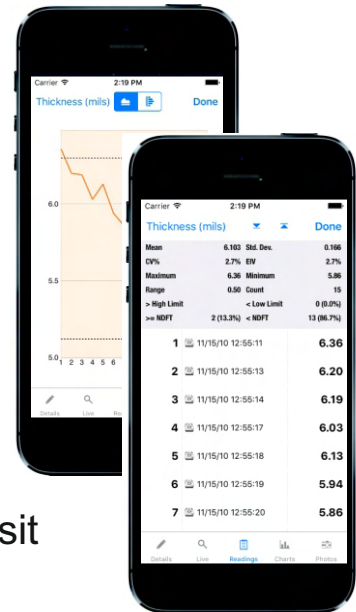 Carrier 2:19 PM
Thickness (mils) Done
6.0
5.5
5.0
1 2 3 4 5 6
Details Live
Carrier 2:19 PM
Thickness (mils) Done
Mean 6.103 Std. Dev. 0.166
CV% 2.7% EIV 2.7%
Maximum 6.36 Minimum 5.86
Range 0.50 Count 15
> High Limit < Low Limit 0 (0.0%)
>= NDFT 2 (13.3%) < NDFT 13 (86.7%)
1 11/15/10 12:55:11 6.36
2 11/15/10 12:55:13 6.20
3 11/15/10 12:55:14 6.19
4 11/15/10 12:55:17 6.03
5 11/15/10 12:55:18 6.13
6 11/15/10 12:55:19 5.94
7 11/15/10 12:55:20 5.86
Details Live Readings Charts Photos
sit